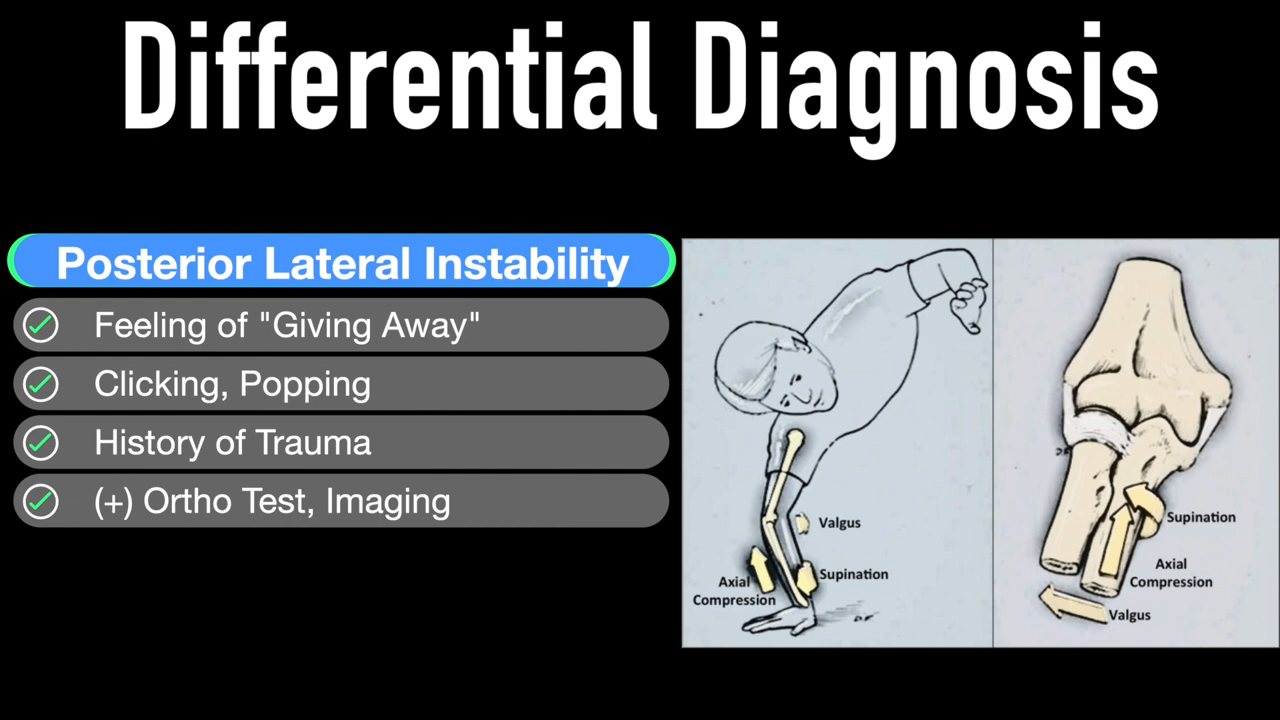 Differential Diagnosis
Posterior Lateral Instability
Feeling of "Giving Away"
Clicking, Popping
History of Trauma
(+) Ortho Test, Imaging
Valgus
Supination
Axial
Compression
Supination
Axial
Compression
Valgus